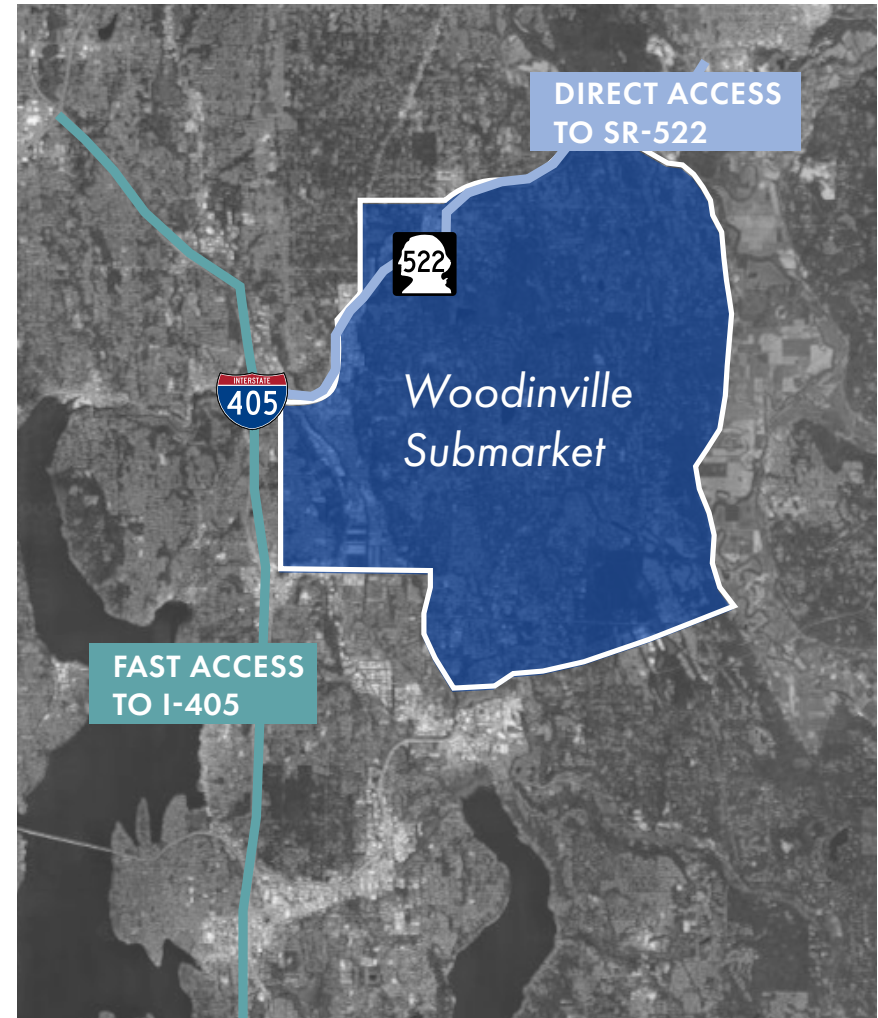 DIRECT ACCESS
TO SR-522
522
INTERSTATE
405
Woodinville
Submarket
FAST ACCESS
TO I-405